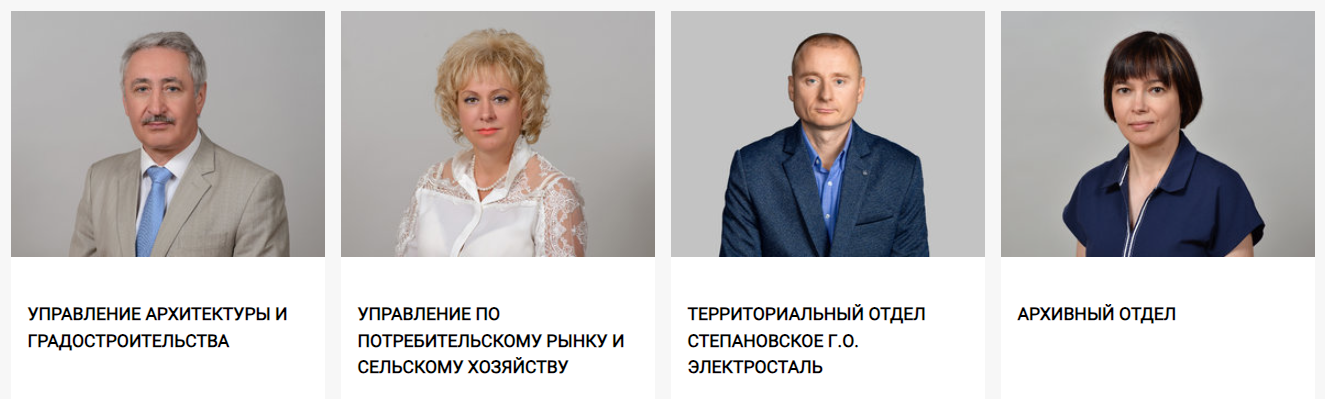 УПРАВЛЕНИЕ АРХИТЕКТУРЫ И
ГРАДОСТРОИТЕЛЬСТВА
УПРАВЛЕНИЕ ПО
ПОТРЕБИТЕЛЬСКОМУ РЫНКУ И
СЕЛЬСКОМУ ХОЗЯЙСТВУ
ТЕРРИТОРИАЛЬНЫЙ ОТДЕЛ
СТЕПАНОВСКОЕ Г.О.
ЭЛЕКТРОСТАЛЬ
АРХИВНЫЙ ОТДЕЛ